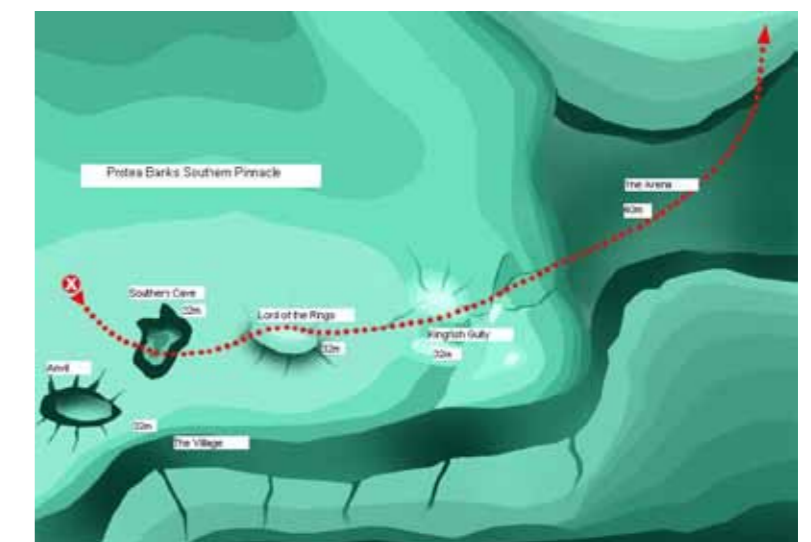 Protea Banks Southern Pinnacle
The Arena
60m
X
Southern Cave
32m
Lord of the Rings
32m
Kingfish Gully
32m
Anvil
32m
The Village